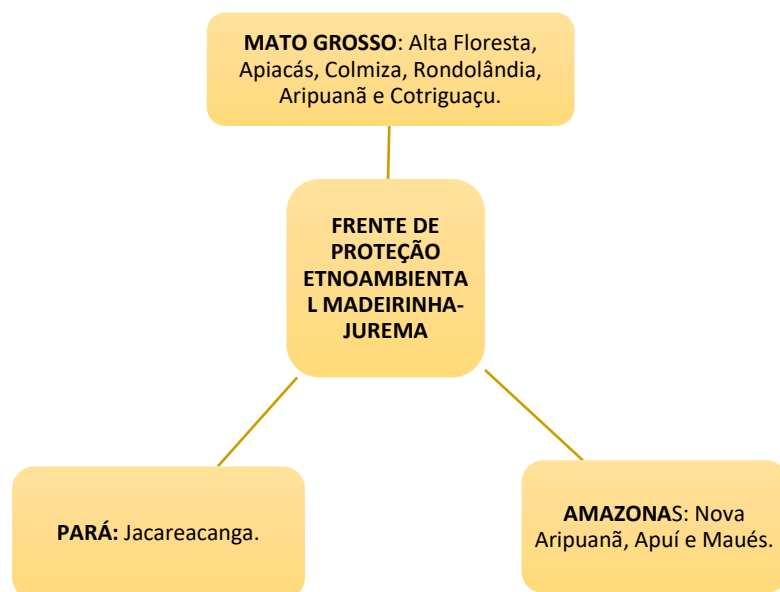 MATO GROSSO: Alta Floresta,
Apiacás, Colmiza, Rondolândia,
Aripuanã e Cotriguaçu.
FRENTE DE
PROTEÇÃO
ETNOAMBIENTA
L MADEIRINHA-
JUREMA
PARÁ: Jacareacanga.
AMAZONAS: Nova
Aripuanã, Apuí e Maués.